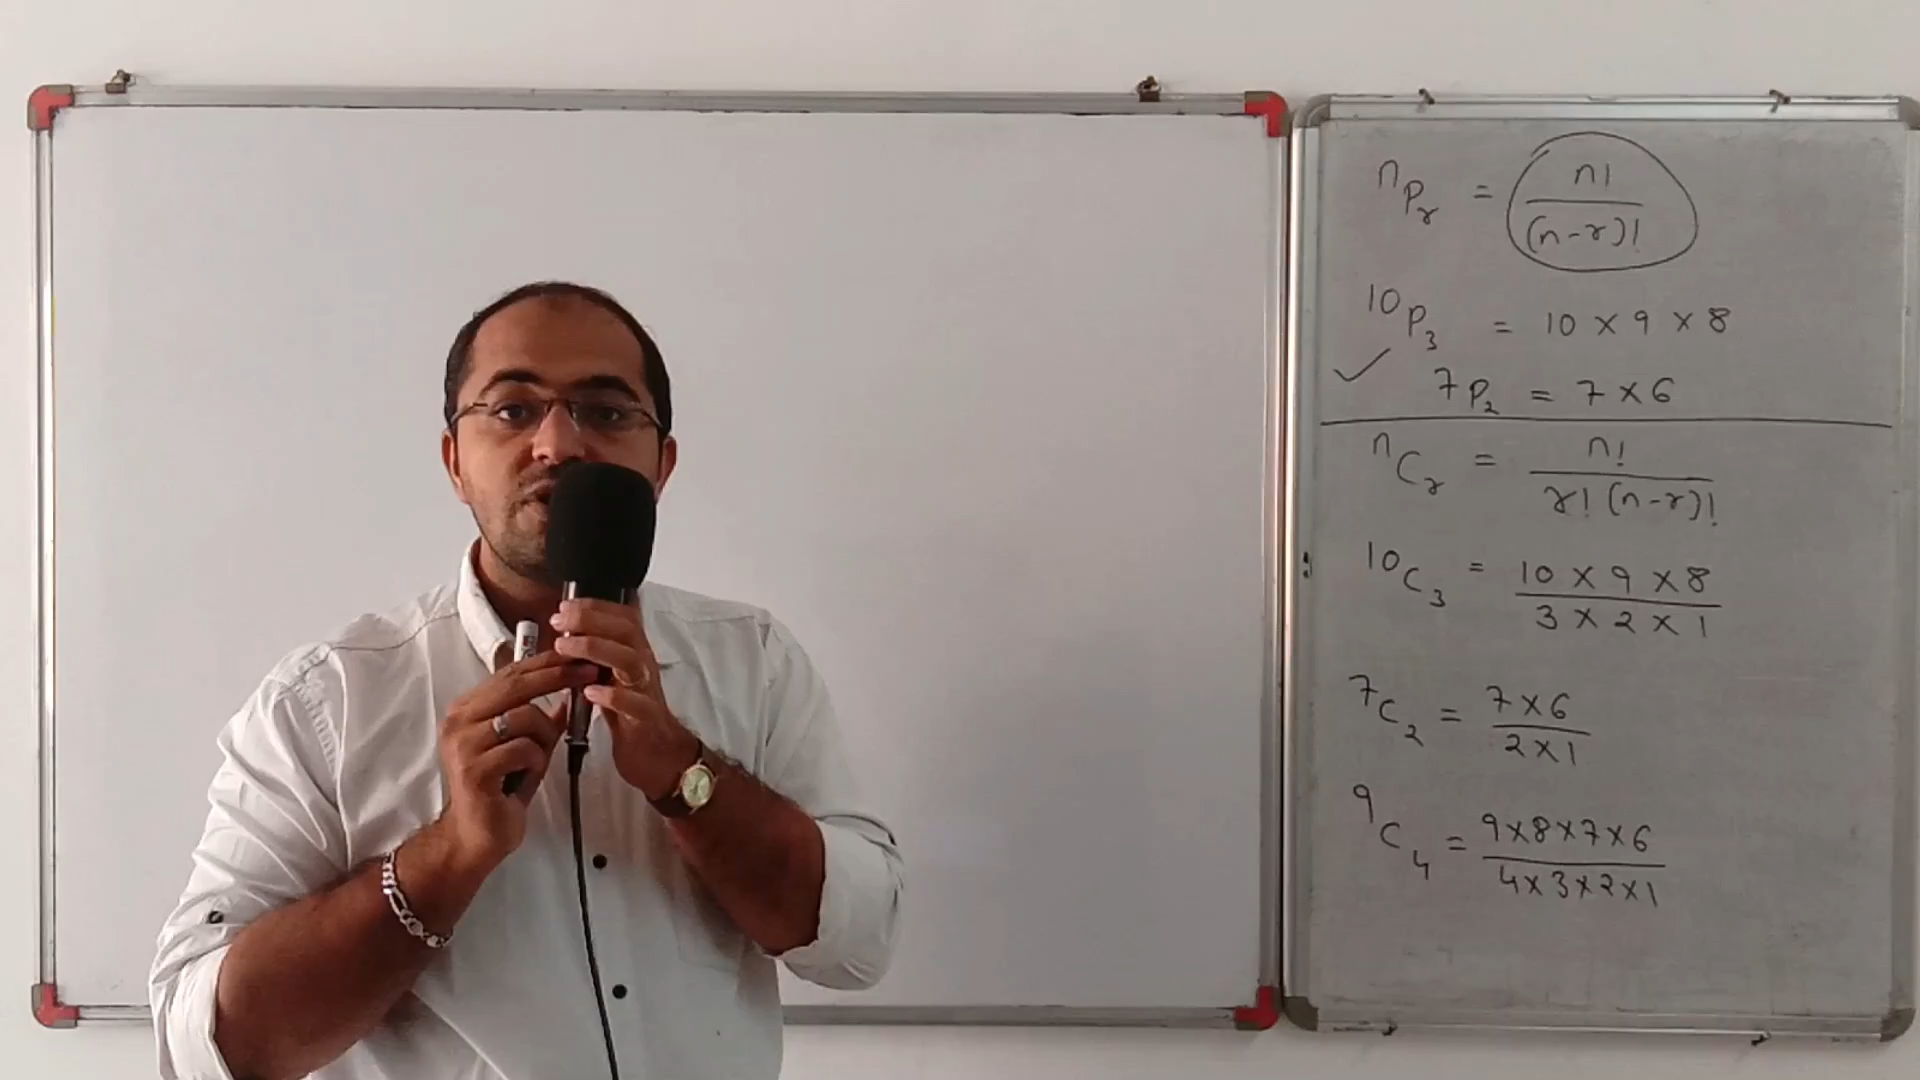 nPr = n! / (n-r)!
10P3 = 10 × 9 × 8
✓ 7P2 = 7 × 6
nCr = n! / r! (n-r)!
10C3 = 10 × 9 × 8 / 3 × 2 × 1
7C2 = 7 × 6 / 2 × 1
9C4 = 9 × 8 × 7 × 6 / 4 × 3 × 2 × 1